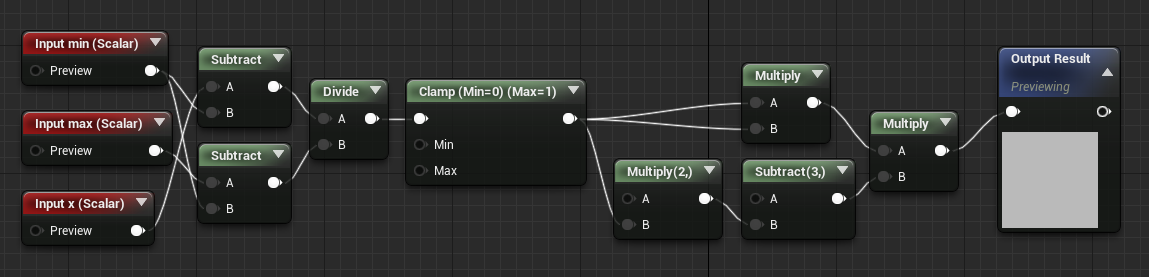 Input min (Scalar)
Preview
Input max (Scalar)
Preview
Input x (Scalar)
Preview
Subtract
A
B
Subtract
A
B
Divide
A
B
Clamp (Min=0) (Max=1)
Min
Max
Multiply(2,)
A
B
Multiply
A
B
Subtract(3,)
A
B
Multiply
A
B
Output Result
Previewing